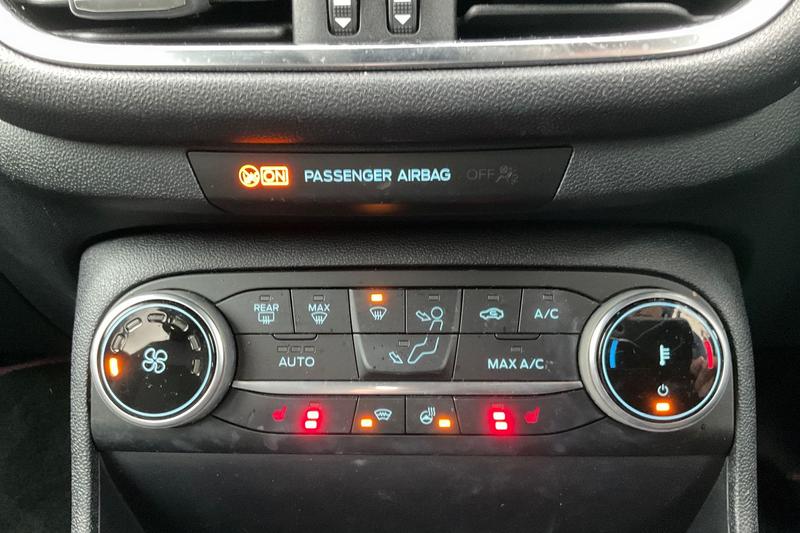 ON PASSENGER AIRBAG OFF
REAR MAX A/C
AUTO MAX A/C